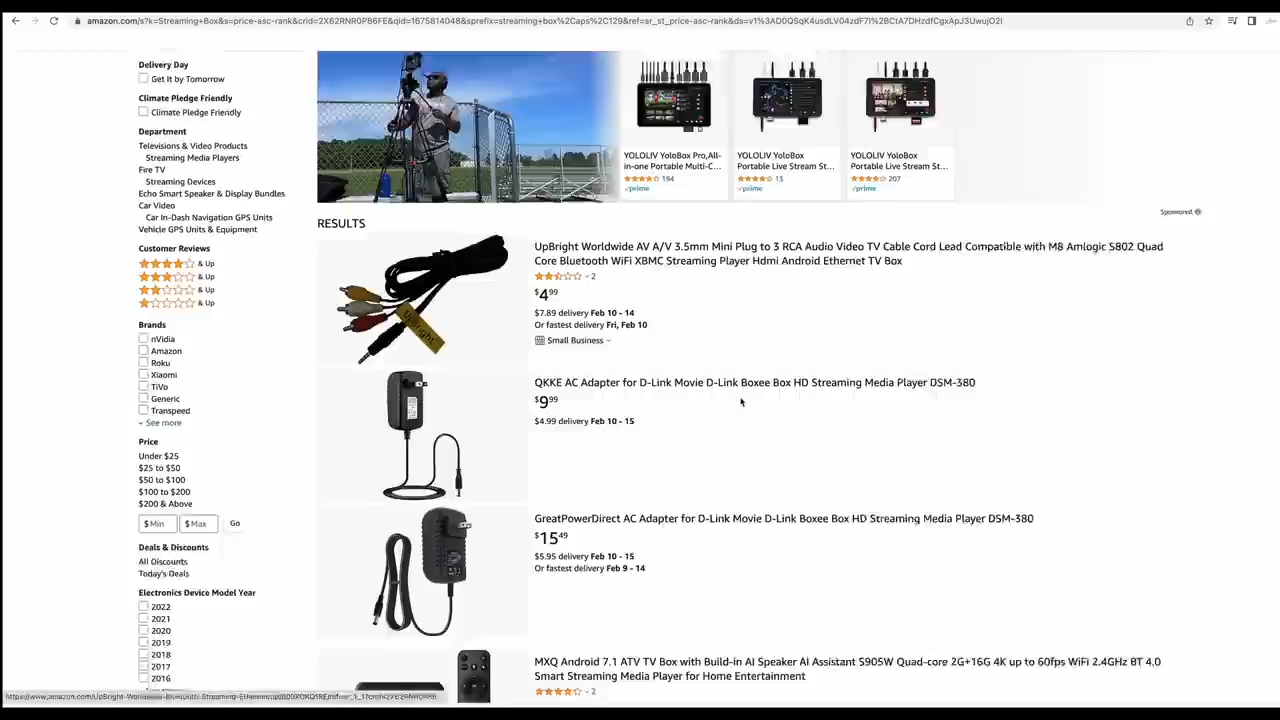 amazon.com/s?k=Streaming+Box&s=price-asc-rank&crid=2X62RNR0P86FE&qid=1675814048&sprefix=streaming+box%2Caps%2C129&ref=sr_st_price-asc-rank&ds=v1%3AD0QSqK4usdLV04zdF7I%2BCtA7DHzdfCgxApJ3UwujO2I
Delivery Day
Get It by Tomorrow
Climate Pledge Friendly
Climate Pledge Friendly
Department
Televisions & Video Products
Streaming Media Players
Fire TV
Streaming Devices
Echo Smart Speaker & Display Bundles
Car Video
Car In-Dash Navigation GPS Units
Vehicle GPS Units & Equipment
Customer Reviews
& Up
& Up
& Up
& Up
Brands
nVidia
Amazon
Roku
Xiaomi
TiVo
Generic
Transpeed
See more
Price
Under $25
$25 to $50
$50 to $100
$100 to $200
$200 & Above
$ Min $ Max Go
Deals & Discounts
All Discounts
Today's Deals
Electronics Device Model Year
2022
2021
2020
2019
2018
2017
2016
YOLOLIV YoloBox Pro,All-
in-one Portable Multi-C...
194
prime
YOLOLIV YoloBox
Portable Live Stream St...
13
prime
YOLOLIV YoloBox
Portable Live Stream St...
207
prime
Sponsored
RESULTS
UpBright
UpBright Worldwide AV A/V 3.5mm Mini Plug to 3 RCA Audio Video TV Cable Cord Lead Compatible with M8 Amlogic S802 Quad
Core Bluetooth WiFi XBMC Streaming Player Hdmi Android Ethernet TV Box
2
$4.99
$7.89 delivery Feb 10 - 14
Or fastest delivery Fri, Feb 10
Small Business
QKKE AC Adapter for D-Link Movie D-Link Boxee Box HD Streaming Media Player DSM-380
$9.99
$4.99 delivery Feb 10 - 15
GreatPowerDirect AC Adapter for D-Link Movie D-Link Boxee Box HD Streaming Media Player DSM-380
$15.49
$5.95 delivery Feb 10 - 15
Or fastest delivery Feb 9 - 14
MXQ Android 7.1 ATV TV Box with Build-in AI Speaker AI Assistant S905W Quad-core 2G+16G 4K up to 60fps WiFi 2.4GHz BT 4.0
Smart Streaming Media Player for Home Entertainment
2